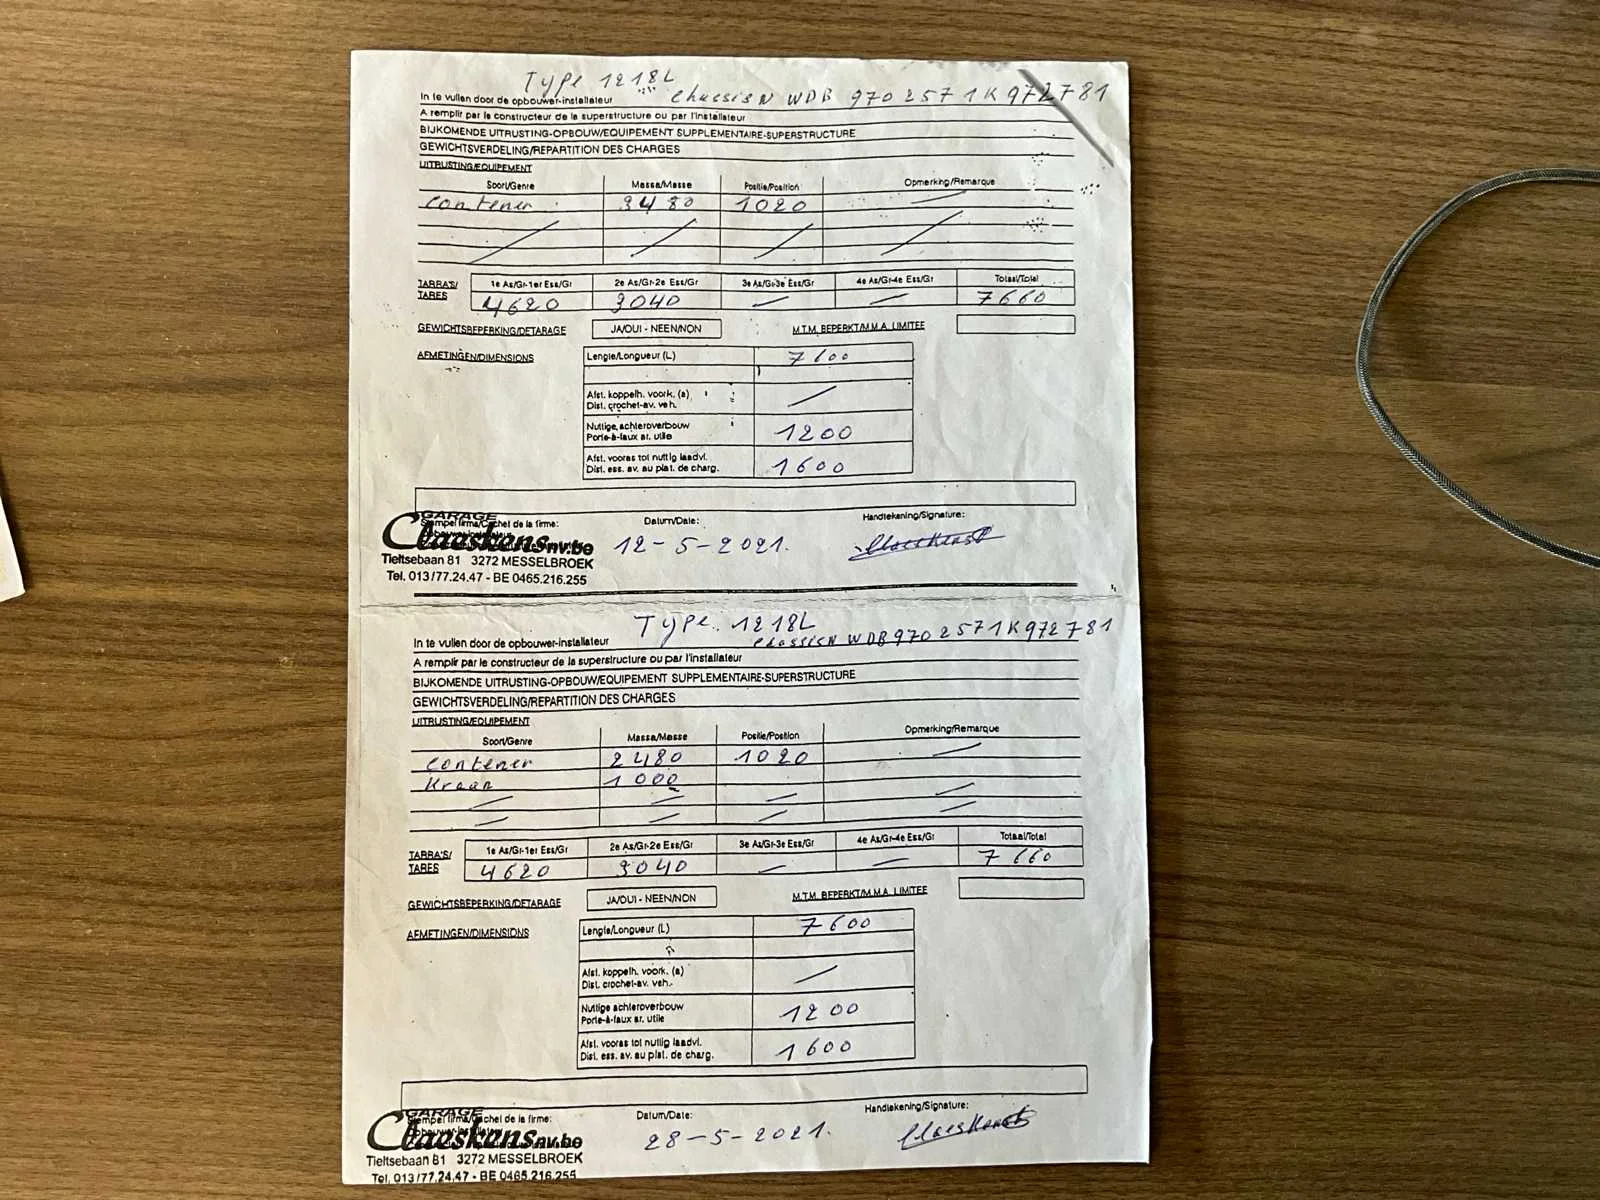 Type 1218L
In te vullen door de opbouwer-installateur Chassis N WDB 970 2571K972781
A remplir par le constructeur de la superstructure ou par l'installateur
BIJKOMENDE UITRUSTING-OPBOUW/EQUIPEMENT SUPPLEMENTAIRE-SUPERSTRUCTURE
GEWICHTSVERDELING/REPARTITION DES CHARGES
UITRUSTING/EQUIPEMENT
Soort/Genre Massa/Masse Positie/Position Opmerking/Remarque
Contener 3480 1020 —
TARRA'S/ 1e As/Gr-1er Ess/Gr 2e As/Gr-2e Ess/Gr 3e As/Gr-3e Ess/Gr 4e As/Gr-4e Ess/Gr Totaal/Total
TARES 4620 3040 — — 7660
GEWICHTSBEPERKING/DETARAGE JA/OUI - NEEN/NON M.T.M. BEPERKT/M.M.A. LIMITEE
AFMETINGEN/DIMENSIONS Lengte/Longueur (L) 7600
Afst. koppelh. voork. (a)
Dist. crochet-av. veh.
Nuttige achteroverbouw
Porte-à-faux ar. utile 1200
Afst. vooras tot nuttig laadvl.
Dist. ess. av. au plat. de charg. 1600
GARAGE
Stempel firma/Cachet de la firme: Datum/Date: Handtekening/Signature:
Claeskens nv.be 12-5-2021. Claeskens
Tieltsebaan 81 3272 MESSELBROEK
Tel. 013/77.24.47 - BE 0465.216.255
Type. 1218L
In te vullen door de opbouwer-installateur Chassis N WDB970 2571K972781
A remplir par le constructeur de la superstructure ou par l'installateur
BIJKOMENDE UITRUSTING-OPBOUW/EQUIPEMENT SUPPLEMENTAIRE-SUPERSTRUCTURE
GEWICHTSVERDELING/REPARTITION DES CHARGES
UITRUSTING/EQUIPEMENT
Soort/Genre Massa/Masse Positie/Position Opmerking/Remarque
Contener 2480 1020 —
Kraan 1000
TARRA'S/ 1e As/Gr-1er Ess/Gr 2e As/Gr-2e Ess/Gr 3e As/Gr-3e Ess/Gr 4e As/Gr-4e Ess/Gr Totaal/Total
TARES 4620 3040 — — 7660
GEWICHTSBEPERKING/DETARAGE JA/OUI - NEEN/NON M.T.M. BEPERKT/M.M.A. LIMITEE
AFMETINGEN/DIMENSIONS Lengte/Longueur (L) 7600
Afst. koppelh. voork. (a)
Dist. crochet-av. veh.
Nuttige achteroverbouw
Porte-à-faux ar. utile 1200
Afst. vooras tot nuttig laadvl.
Dist. ess. av. au plat. de charg. 1600
GARAGE
Stempel firma/Cachet de la firme: Datum/Date: Handtekening/Signature:
Claeskens nv.be 28-5-2021. Claeskens
Tieltsebaan 81 3272 MESSELBROEK
Tel. 013/77.24.47 - BE 0465.216.255